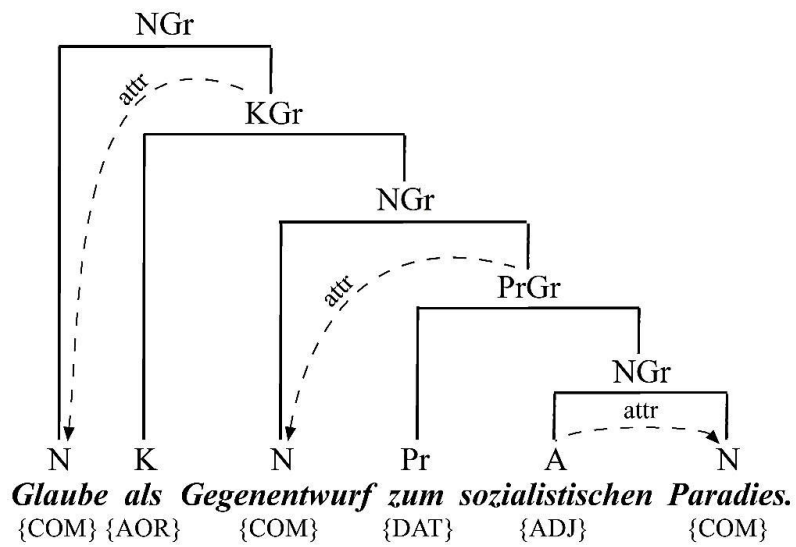 NGr
attr
KGr
NGr
attr
PrGr
NGr
attr
N K N Pr A N
Glaube als Gegenentwurf zum sozialistischen Paradies.
{COM} {AOR} {COM} {DAT} {ADJ} {COM}